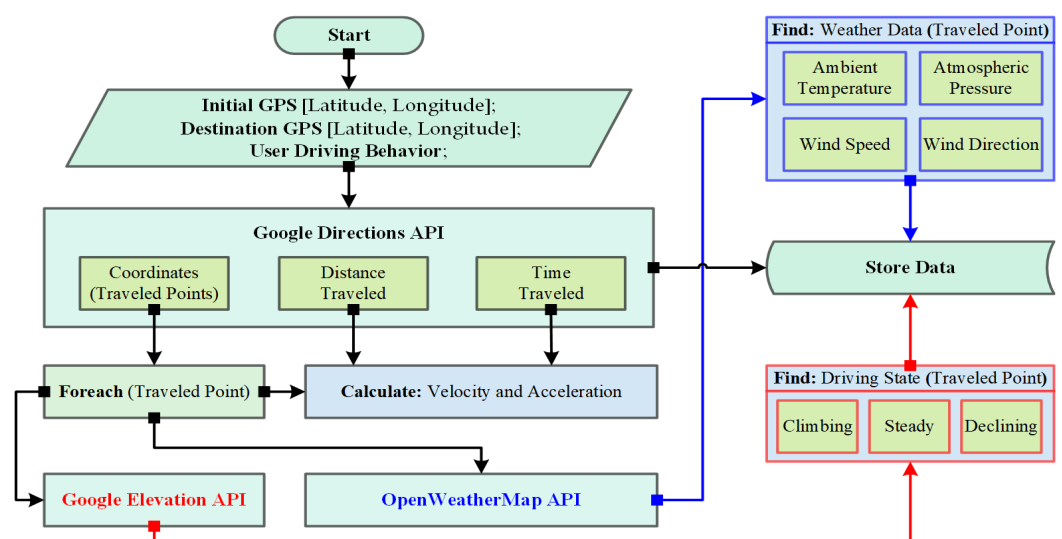 Start
Initial GPS [Latitude, Longitude];
Destination GPS [Latitude, Longitude];
User Driving Behavior;
Google Directions API
Coordinates
(Traveled Points)
Distance
Traveled
Time
Traveled
Foreach (Traveled Point)
Calculate: Velocity and Acceleration
Google Elevation API
OpenWeatherMap API
Find: Weather Data (Traveled Point)
Ambient
Temperature
Atmospheric
Pressure
Wind Speed
Wind Direction
Store Data
Find: Driving State (Traveled Point)
Climbing
Steady
Declining